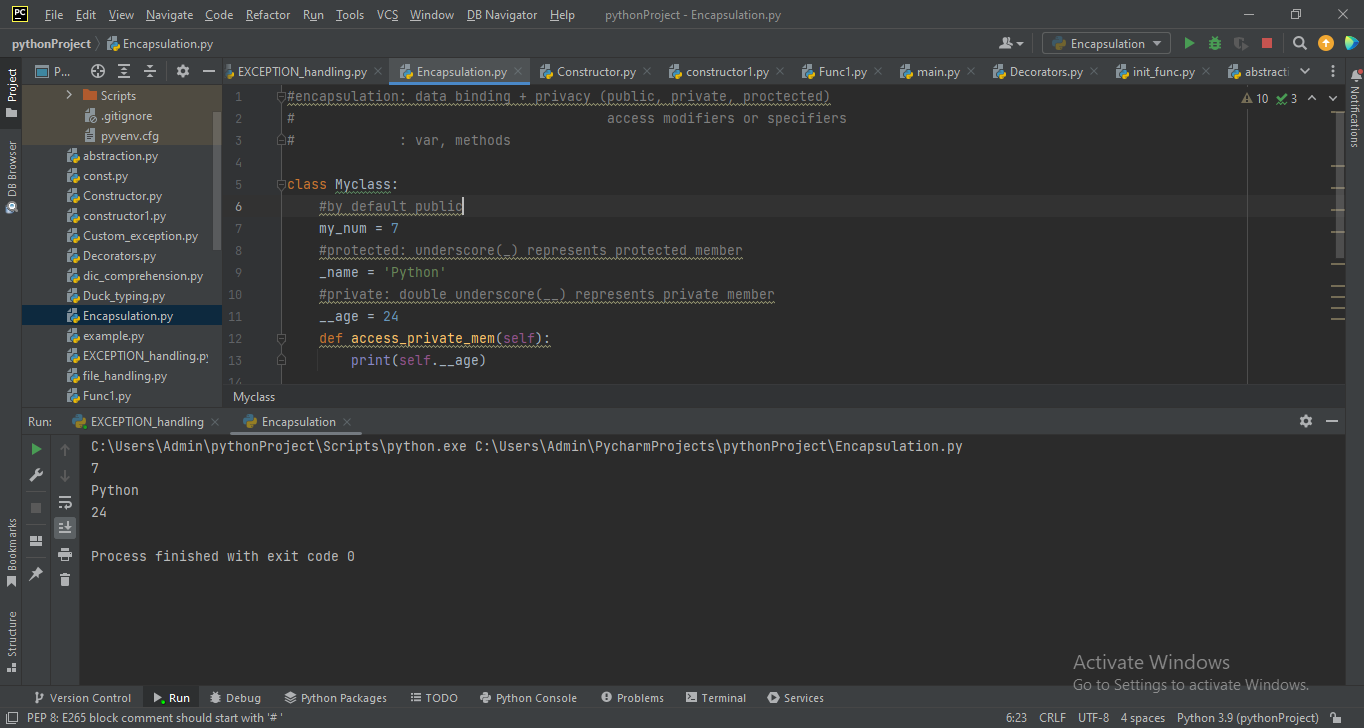 PC File Edit View Navigate Code Refactor Run Tools VCS Window DB Navigator Help pythonProject - Encapsulation.py
pythonProject Encapsulation.py Encapsulation
Project P... EXCEPTION_handling.py Encapsulation.py Constructor.py constructor1.py Func1.py main.py Decorators.py init_func.py abstracti
Scripts
.gitignore
pyvenv.cfg
abstraction.py
const.py
Constructor.py
constructor1.py
Custom_exception.py
Decorators.py
dic_comprehension.py
Duck_typing.py
Encapsulation.py
example.py
EXCEPTION_handling.py
file_handling.py
Func1.py
DB Browser
Notifications
10 3
1 #encapsulation: data binding + privacy (public, private, proctected)
2 # access modifiers or specifiers
3 # : var, methods
4
5 class Myclass:
6 #by default public
7 my_num = 7
8 #protected: underscore(_) represents protected member
9 _name = 'Python'
10 #private: double underscore(__) represents private member
11 __age = 24
12 def access_private_mem(self):
13 print(self.__age)
14
Myclass
Run: EXCEPTION_handling Encapsulation
C:\Users\Admin\pythonProject\Scripts\python.exe C:\Users\Admin\PycharmProjects\pythonProject\Encapsulation.py
7
Python
24
Process finished with exit code 0
Bookmarks
Structure
Activate Windows
Go to Settings to activate Windows.
Version Control Run Debug Python Packages TODO Python Console Problems Terminal Services
PEP 8: E265 block comment should start with '# ' 6:23 CRLF UTF-8 4 spaces Python 3.9 (pythonProject)